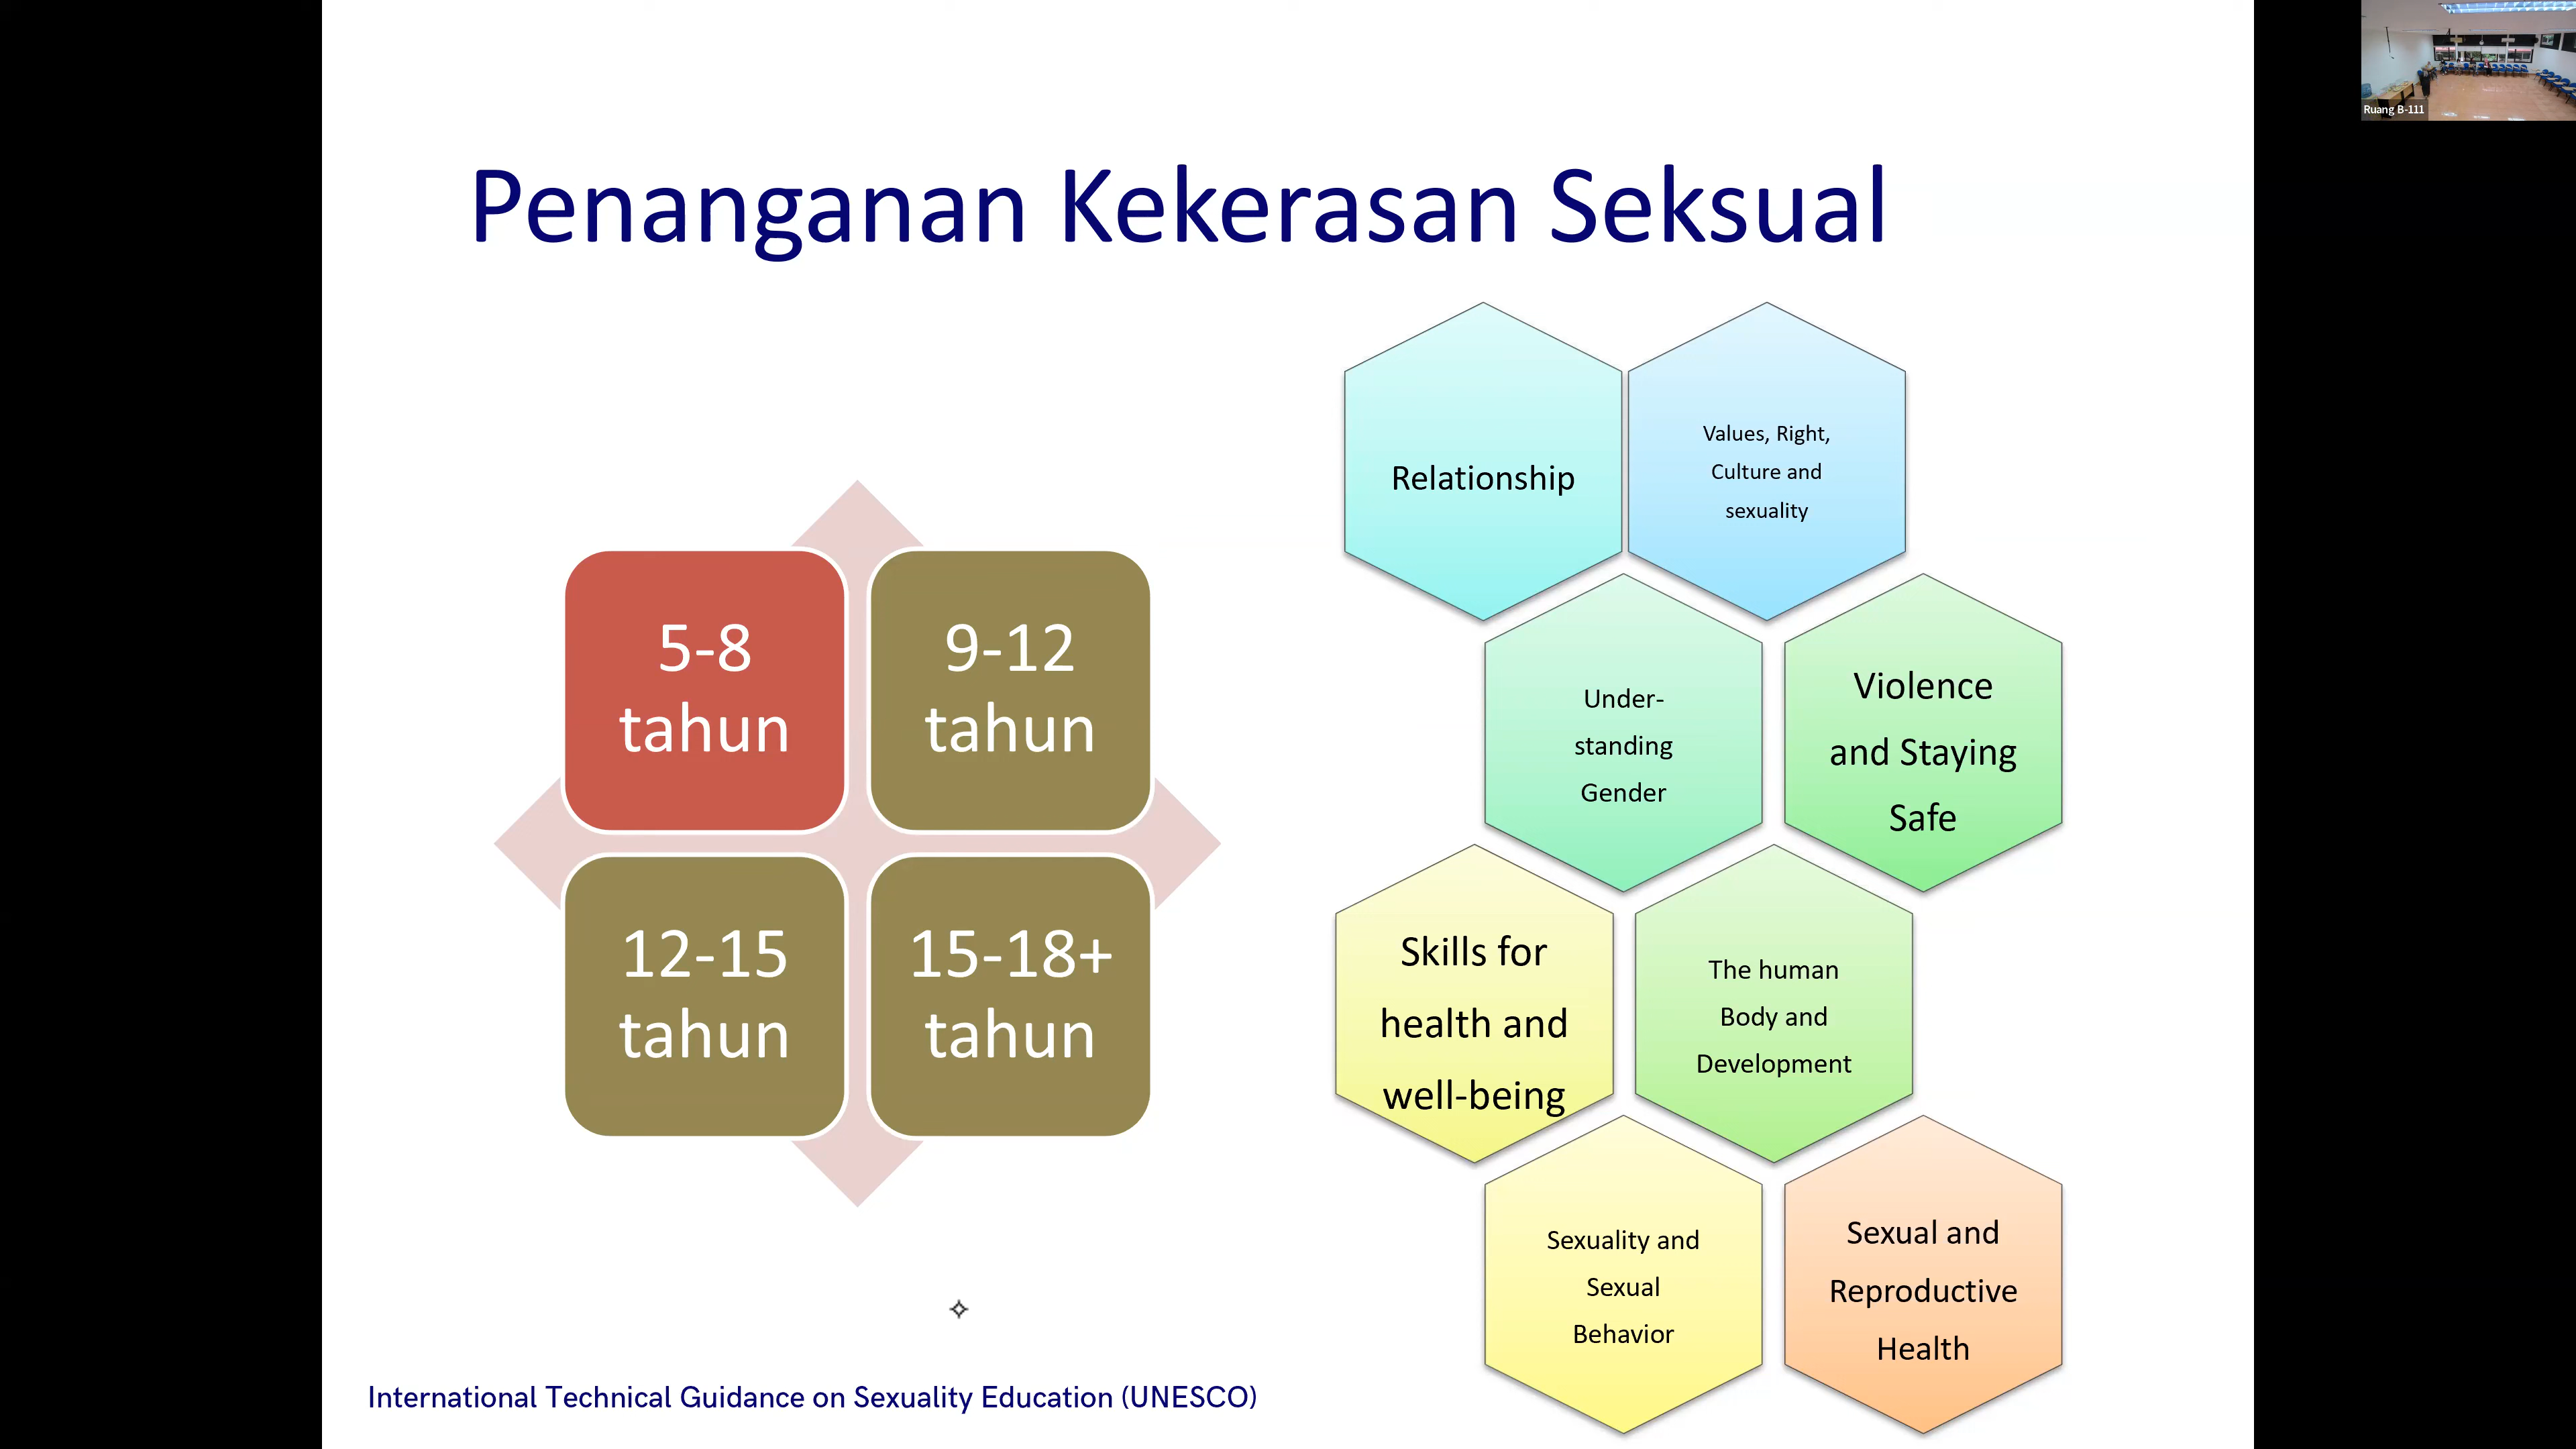 Ruang B-111
Penanganan Kekerasan Seksual
5-8
tahun
9-12
tahun
12-15
tahun
15-18+
tahun
Relationship
Values, Right,
Culture and
sexuality
Under-
standing
Gender
Violence
and Staying
Safe
Skills for
health and
well-being
The human
Body and
Development
Sexuality and
Sexual
Behavior
Sexual and
Reproductive
Health
International Technical Guidance on Sexuality Education (UNESCO)